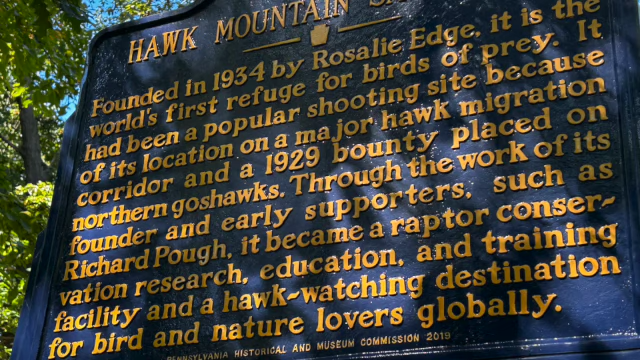 HAWK MOUNTAIN
Founded in 1934 by Rosalie Edge, it is the
world's first refuge for birds of prey. It
had been a popular shooting site because
of its location on a major hawk migration
corridor and a 1929 bounty placed on
northern goshawks. Through the work of its
founder and early supporters, such as
Richard Pough, it became a raptor conser-
vation research, education, and training
facility and a hawk-watching destination
for bird and nature lovers globally.
PENNSYLVANIA HISTORICAL AND MUSEUM COMMISSION 2019